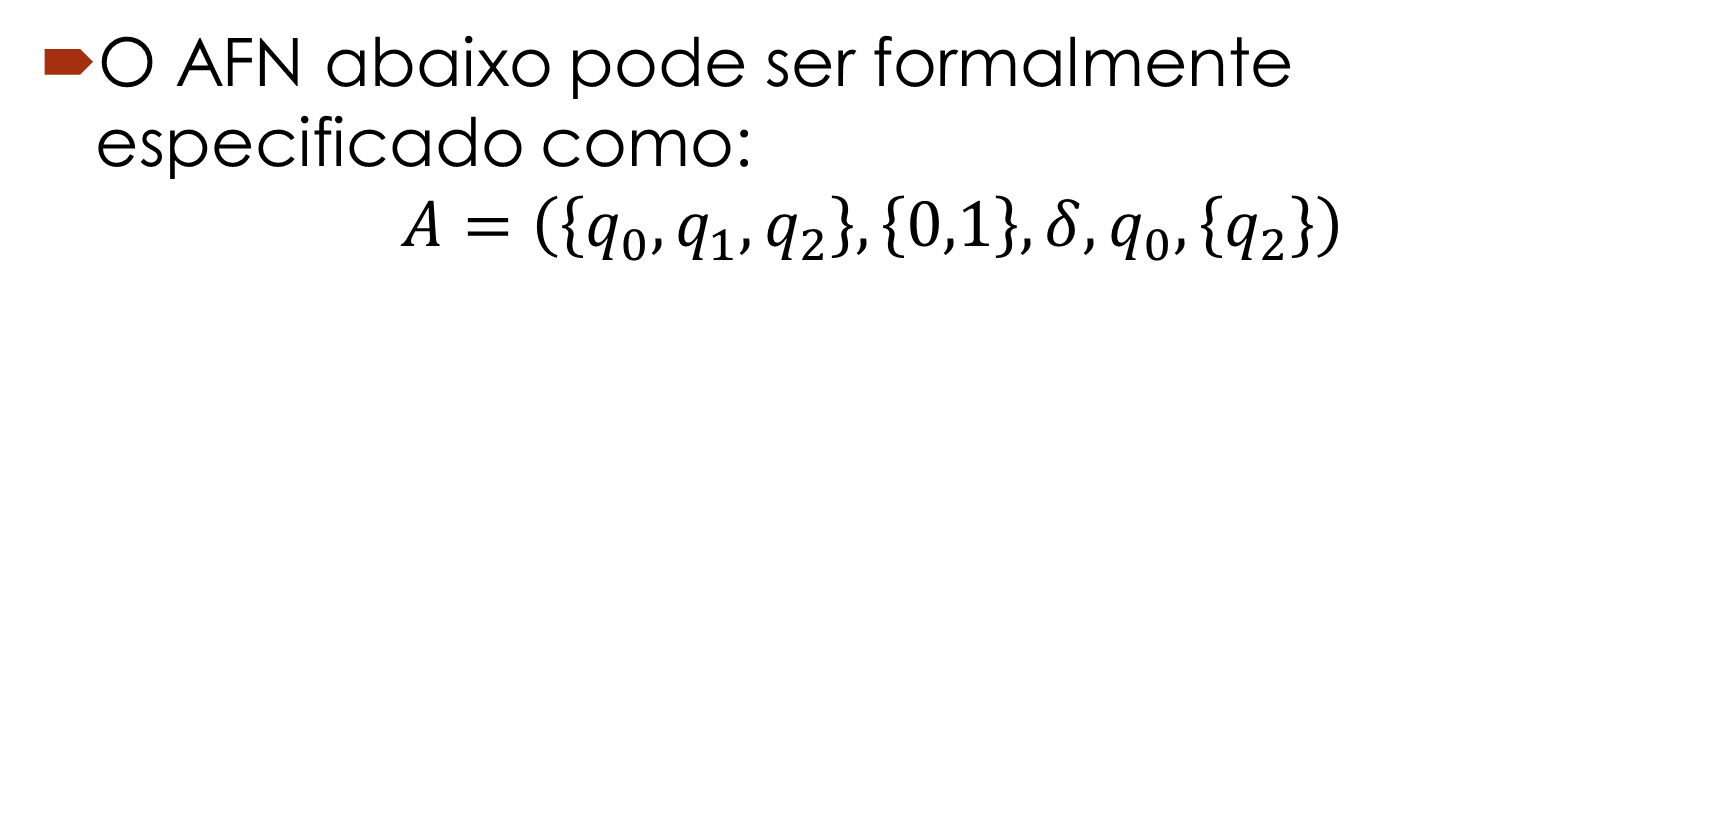 O AFN abaixo pode ser formalmente
especificado como:
A = ({q₀, q₁, q₂}, {0,1}, δ, q₀, {q₂})